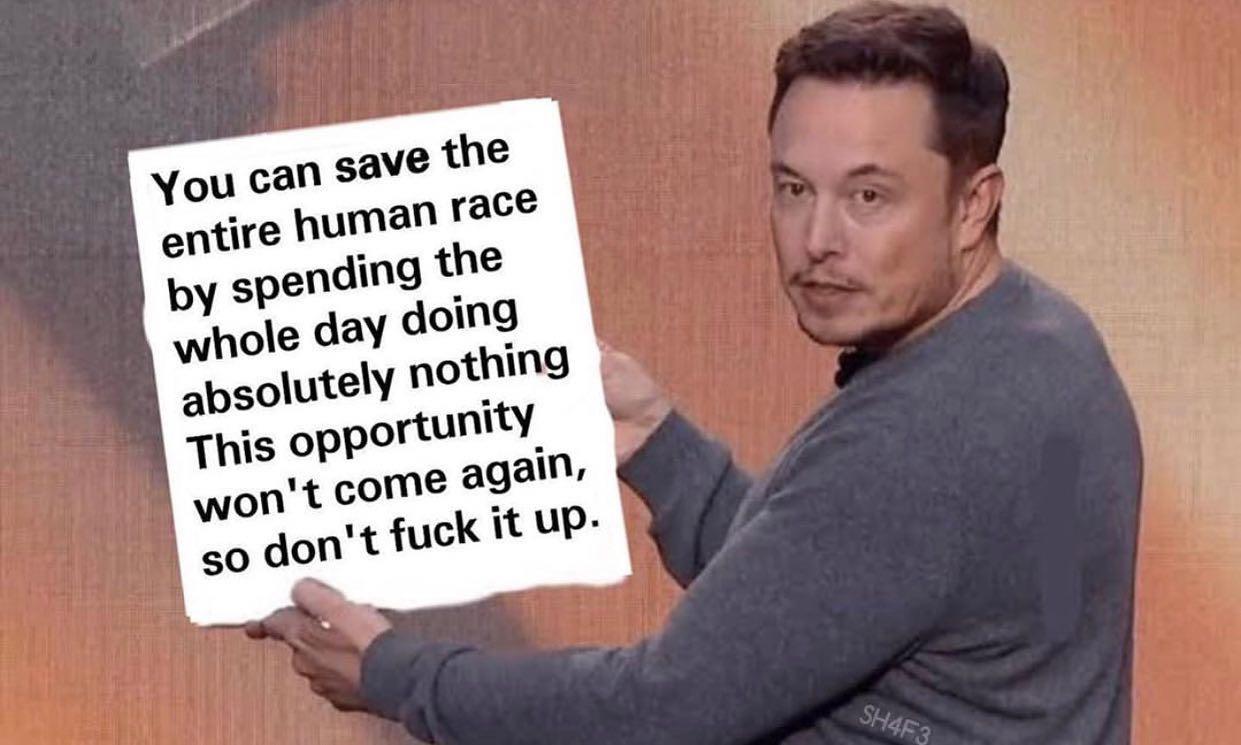 You can save the
entire human race
by spending the
whole day doing
absolutely nothing
This opportunity
won't come again,
so don't fuck it up.
SH4F3